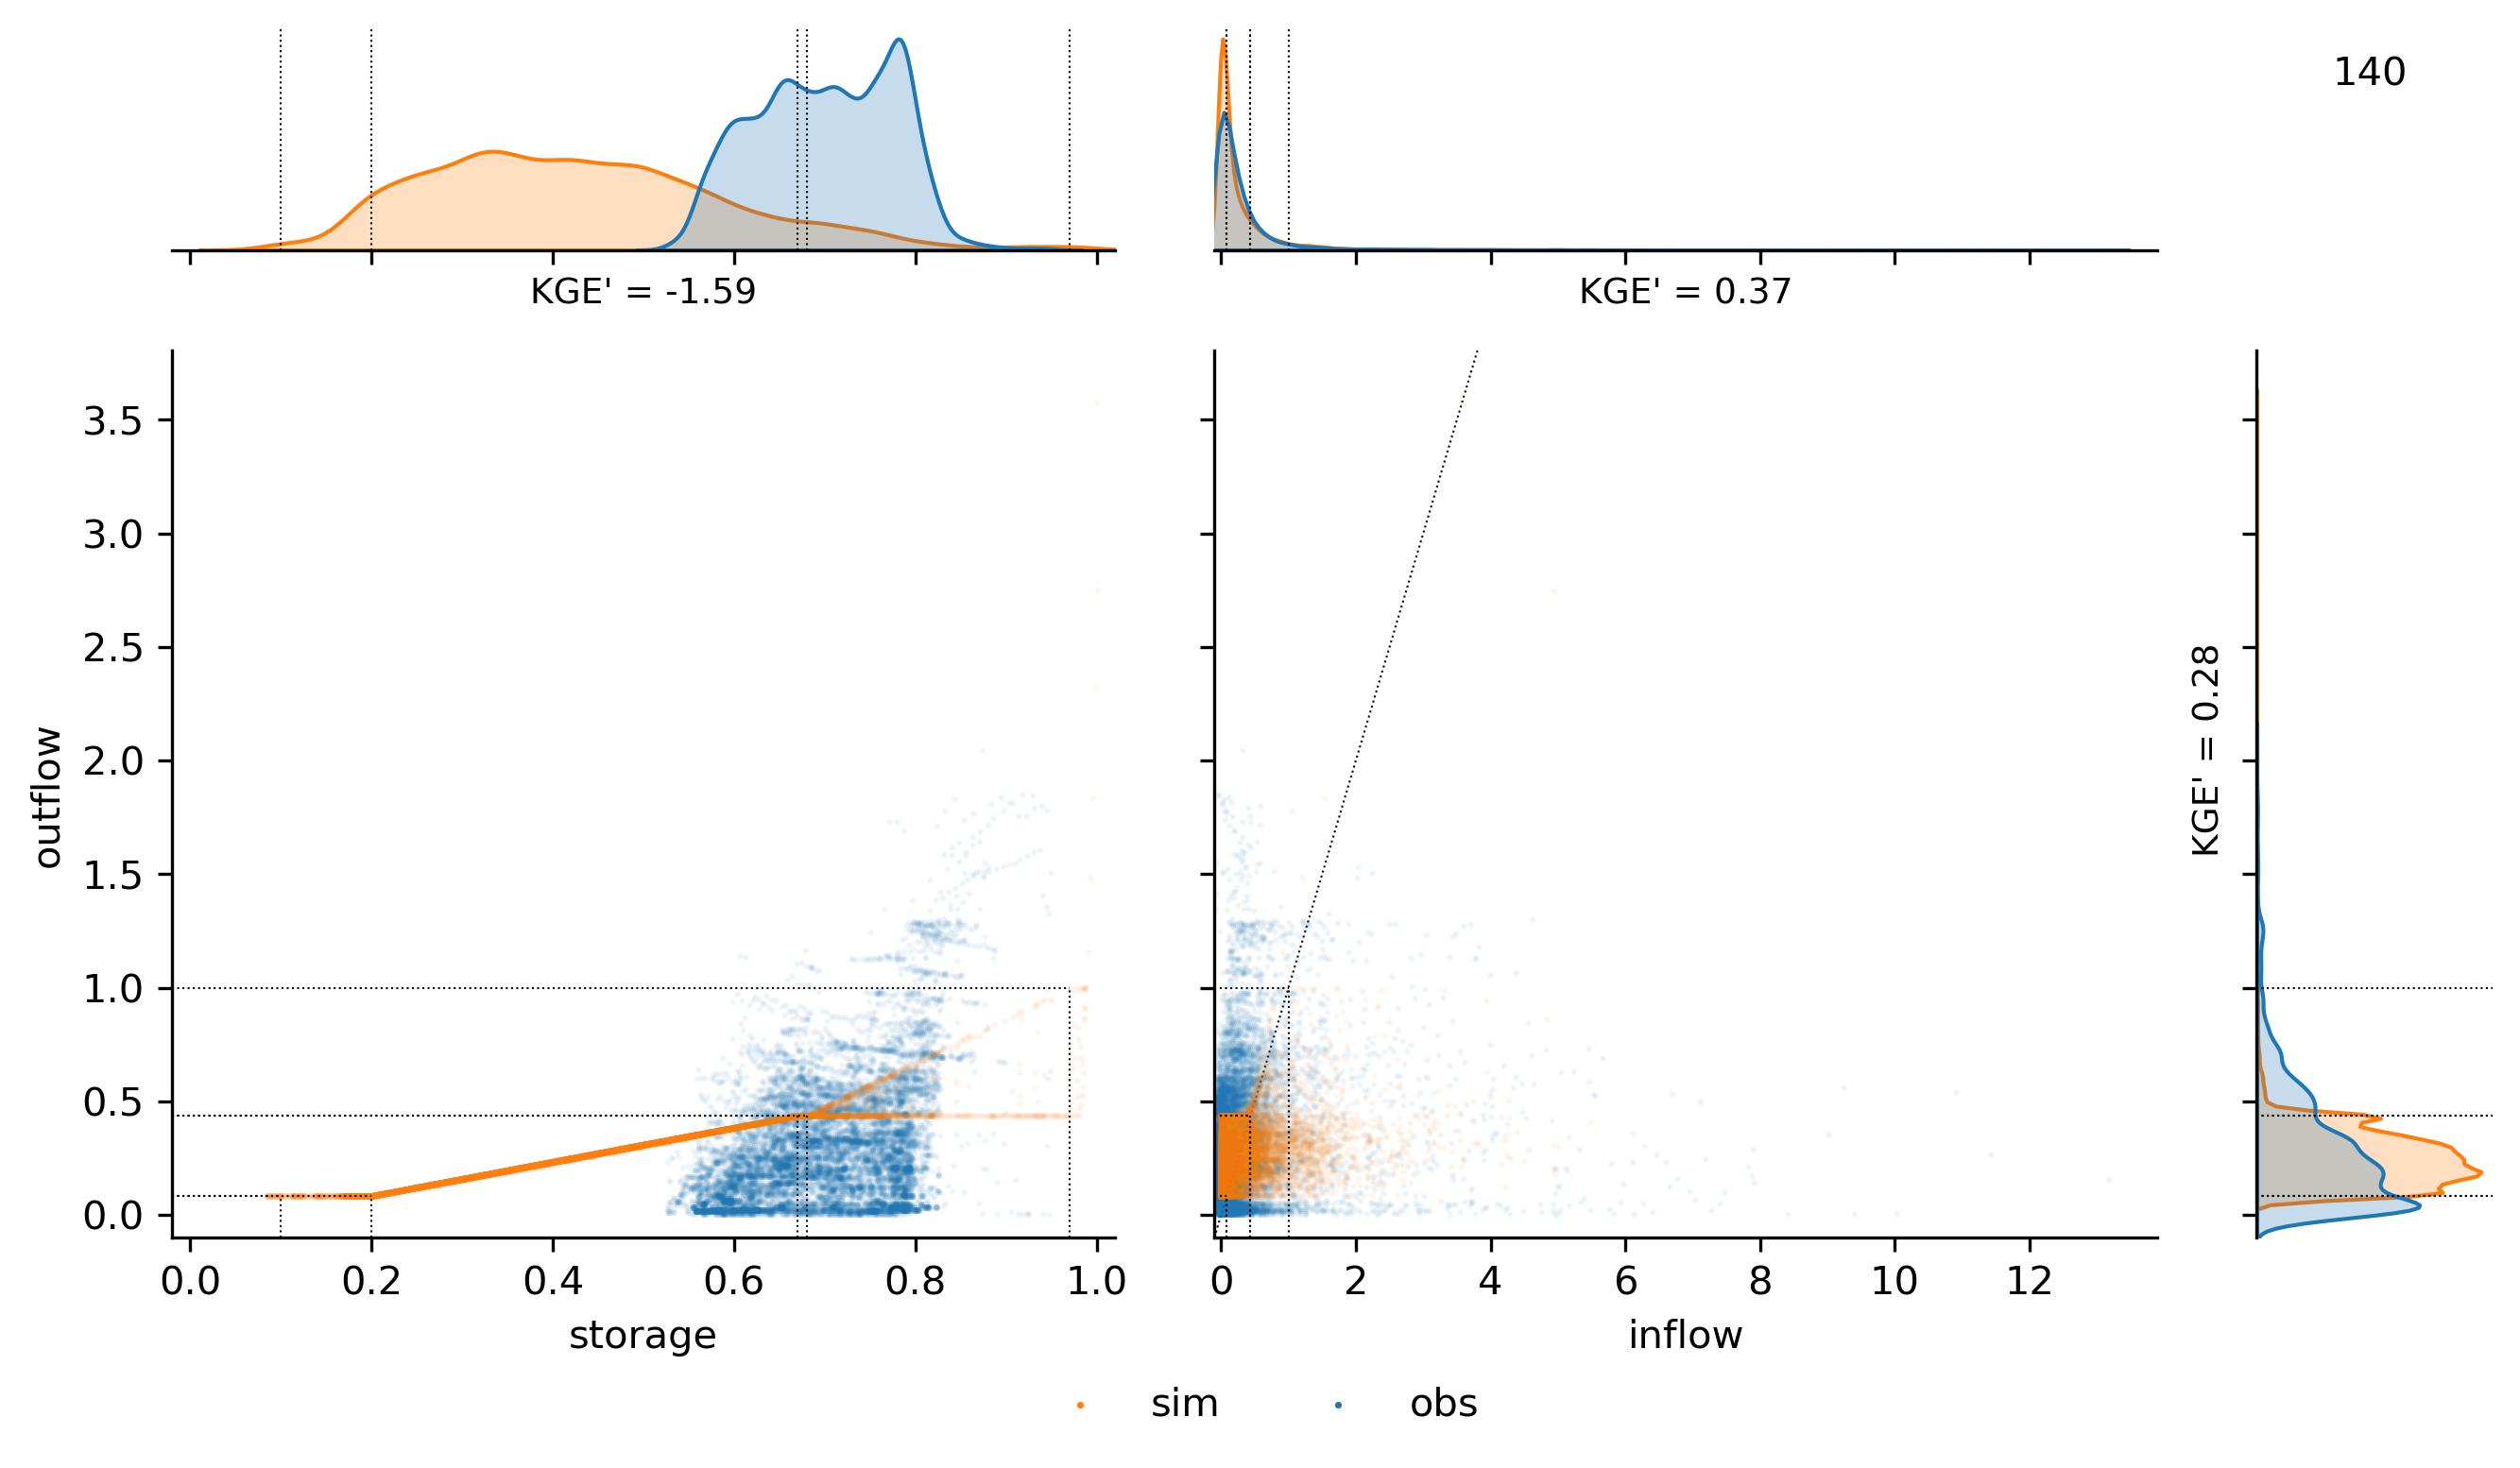 140
KGE' = -1.59
KGE' = 0.37
3.5
3.0
2.5
2.0
1.5
1.0
0.5
0.0
outflow
KGE' = 0.28
0.0 0.2 0.4 0.6 0.8 1.0
0 2 4 6 8 10 12
storage
inflow
sim obs